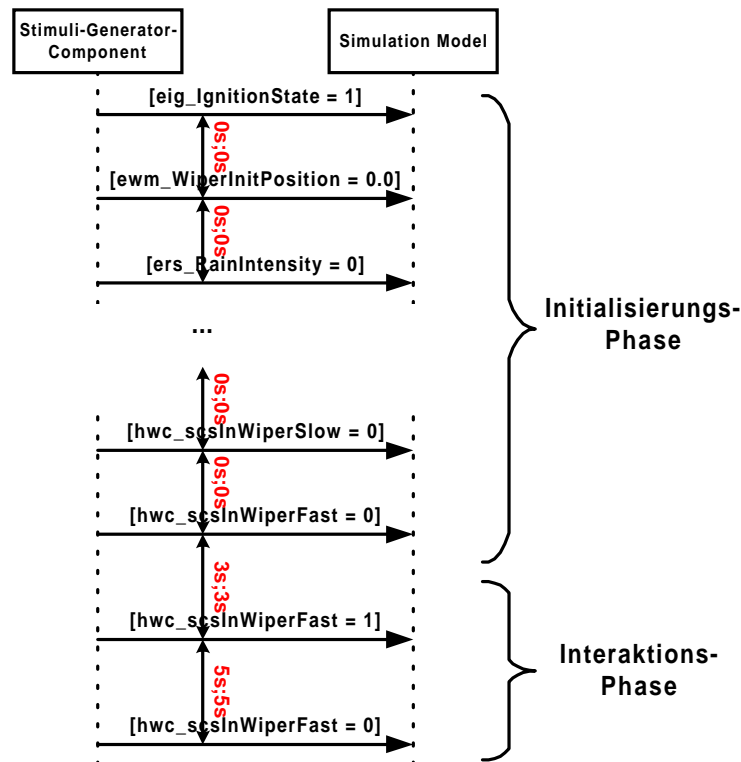 Stimuli-Generator-
Component
Simulation Model
[eig_IgnitionState = 1]
0s;0s
[ewm_WiperInitPosition = 0.0]
0s;0s
[ers_RainIntensity = 0]
...
0s;0s
[hwc_scsInWiperSlow = 0]
0s;0s
[hwc_scsInWiperFast = 0]
Initialisierungs-
Phase
3s;3s
[hwc_scsInWiperFast = 1]
5s;5s
[hwc_scsInWiperFast = 0]
Interaktions-
Phase